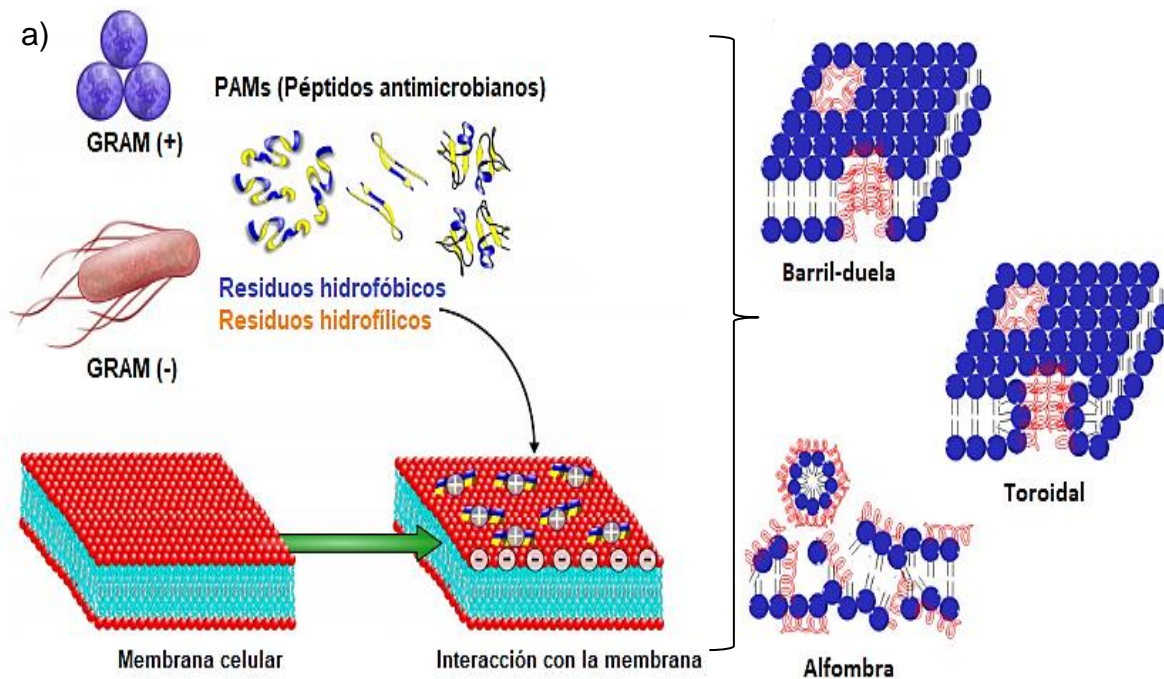 a)
GRAM (+)
PAMs (Péptidos antimicrobianos)
Residuos hidrofóbicos
Residuos hidrofílicos
GRAM (-)
Membrana celular
Interacción con la membrana
Barril-duela
Toroidal
Alfombra